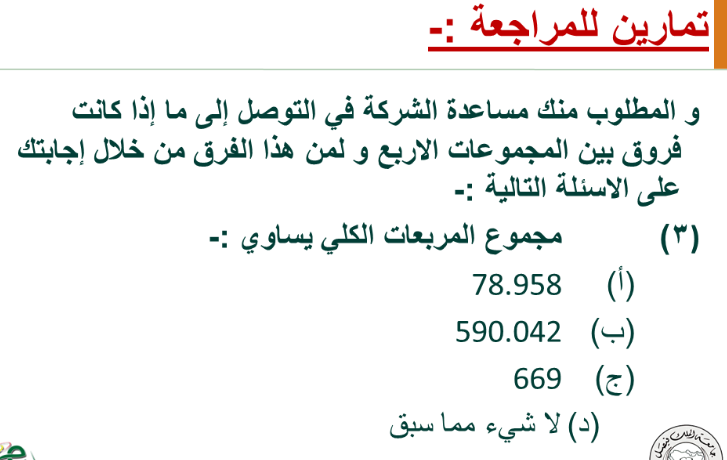 تمارين للمراجعة :-
و المطلوب منك مساعدة الشركة في التوصل إلى ما إذا كانت
فروق بين المجموعات الاربع و لمن هذا الفرق من خلال إجابتك
على الاسئلة التالية :-
(٣) مجموع المربعات الكلي يساوي :-
(أ) 78.958
(ب) 590.042
(ج) 669
(د) لا شيء مما سبق